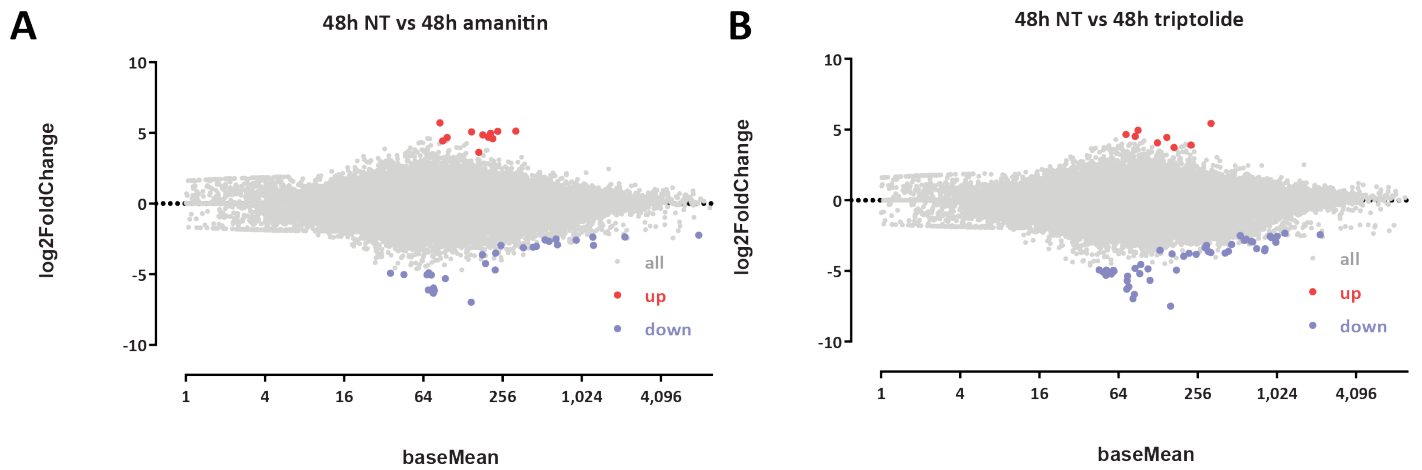 A
48h NT vs 48h amanitin
log2FoldChange
10
5
0
-5
-10
all
up
down
1
4
16
64
256
1,024
4,096
baseMean
B
48h NT vs 48h triptolide
log2FoldChange
10
5
0
-5
-10
all
up
down
1
4
16
64
256
1,024
4,096
baseMean